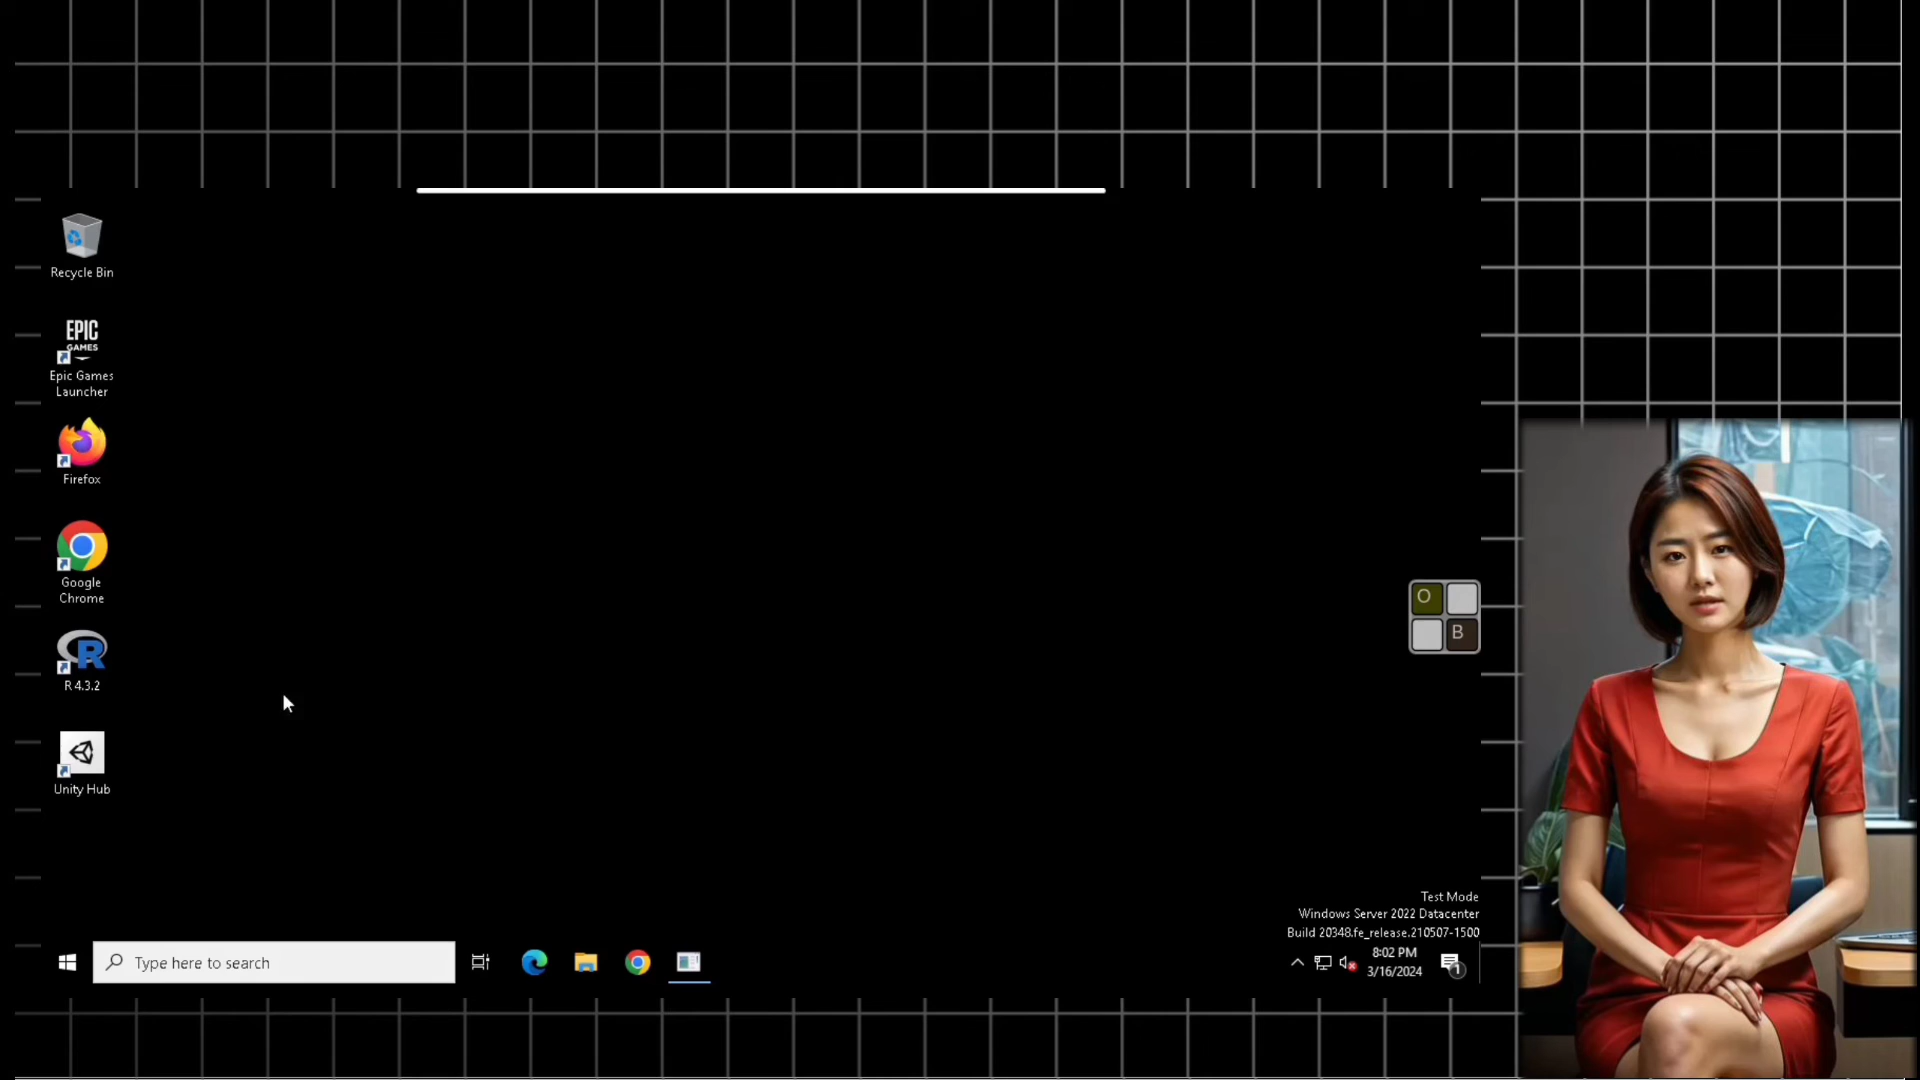 Recycle Bin
EPIC
GAMES
Epic Games
Launcher
Firefox
Google
Chrome
R 4.3.2
Unity Hub
O
B
Test Mode
Windows Server 2022 Datacenter
Build 20348.fe_release.210507-1500
Type here to search
8:02 PM
3/16/2024
1